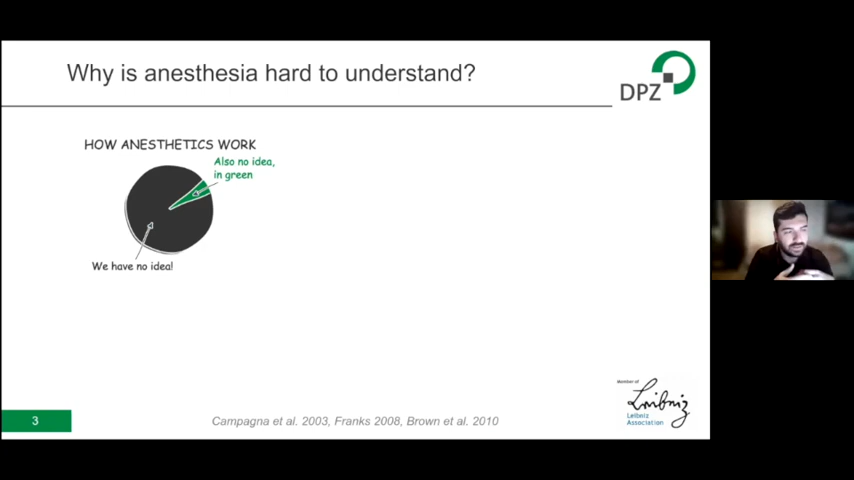 Why is anesthesia hard to understand?
DPZ
HOW ANESTHETICS WORK
Also no idea,
in green
We have no idea!
Member of
Leibniz
Leibniz
Association
3
Campagna et al. 2003, Franks 2008, Brown et al. 2010